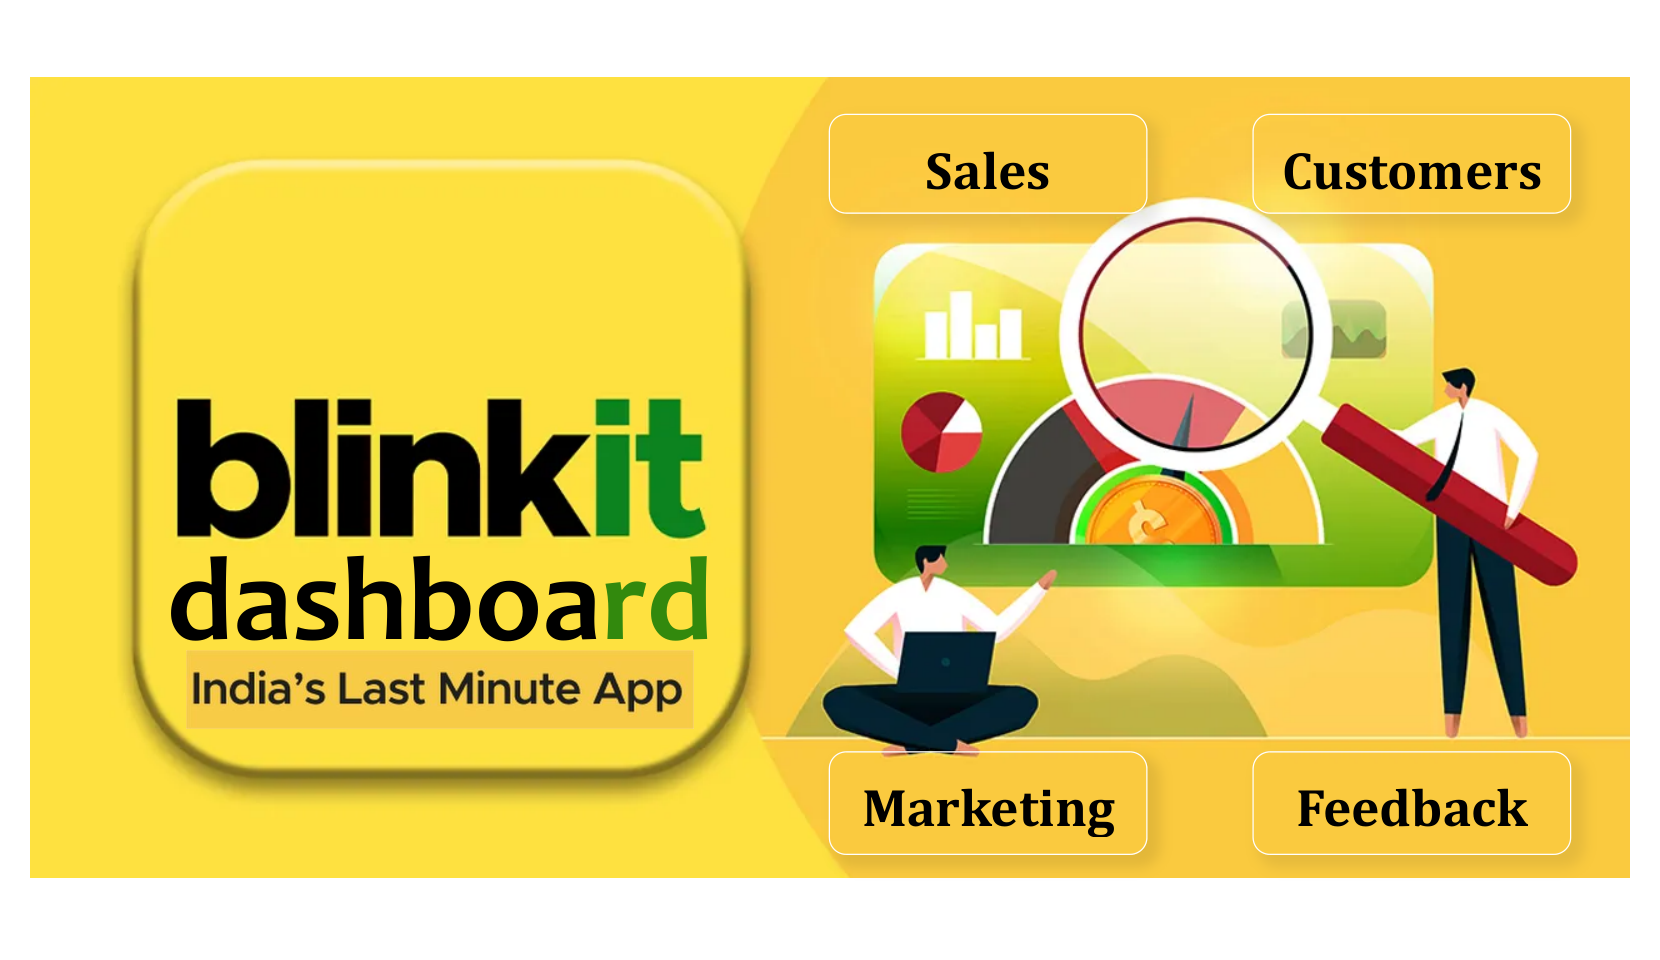 blinkit
dashboard
India's Last Minute App
Sales
Customers
Marketing
Feedback